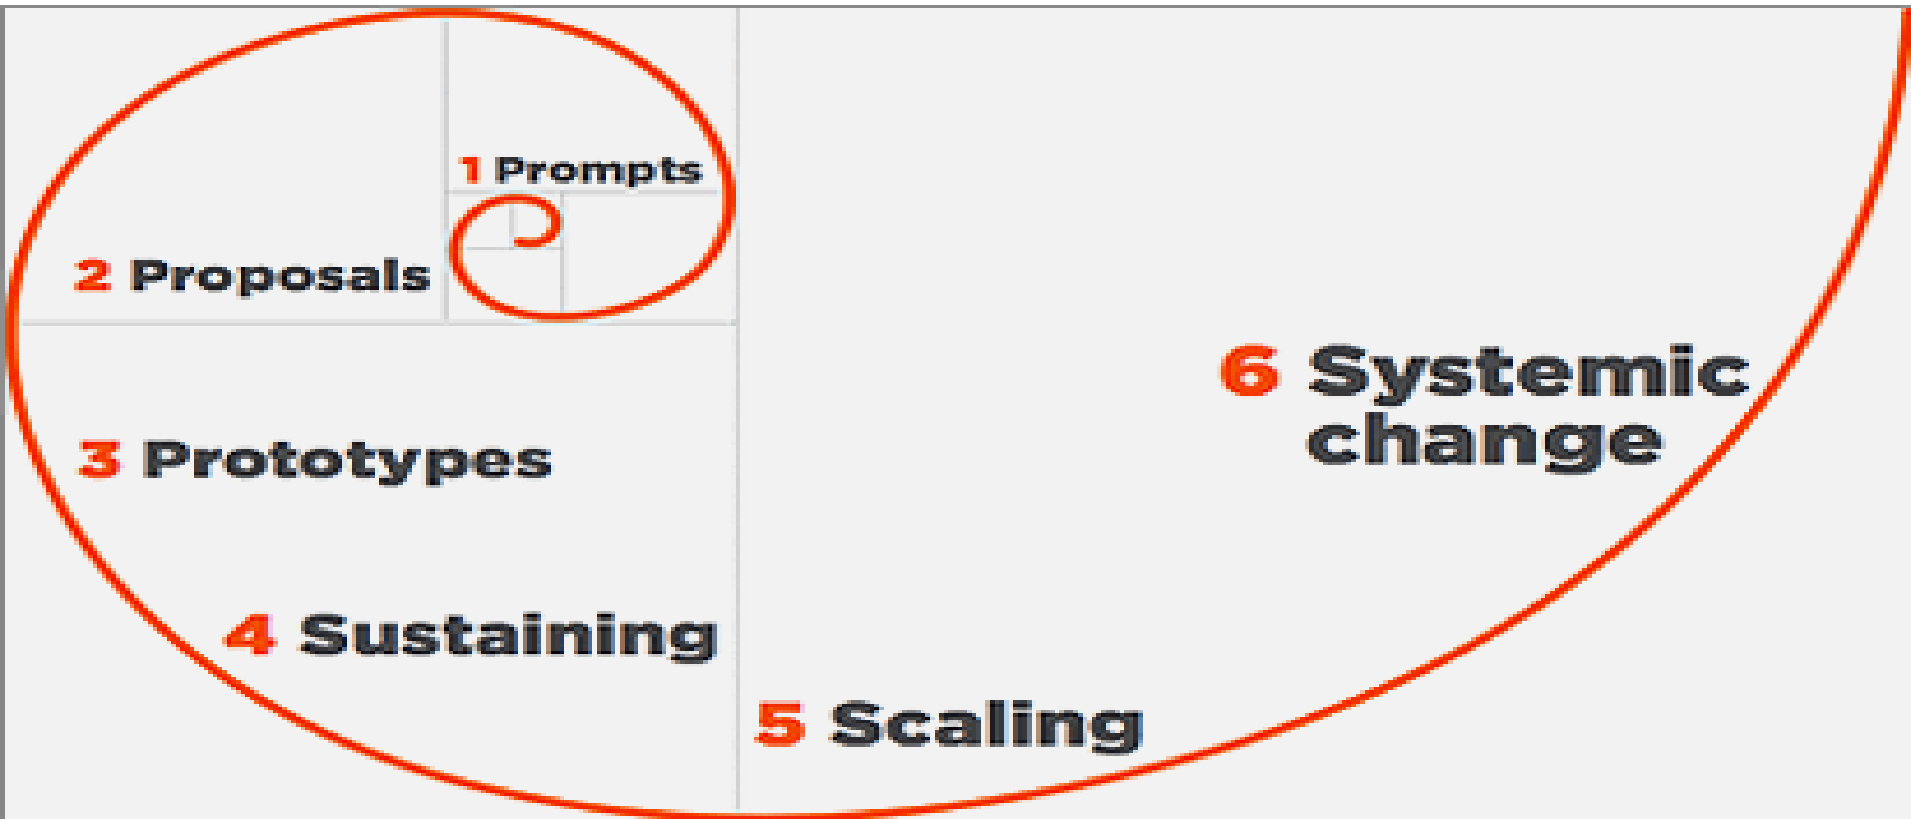 1 Prompts
2 Proposals
3 Prototypes
4 Sustaining
5 Scaling
6 Systemic
change